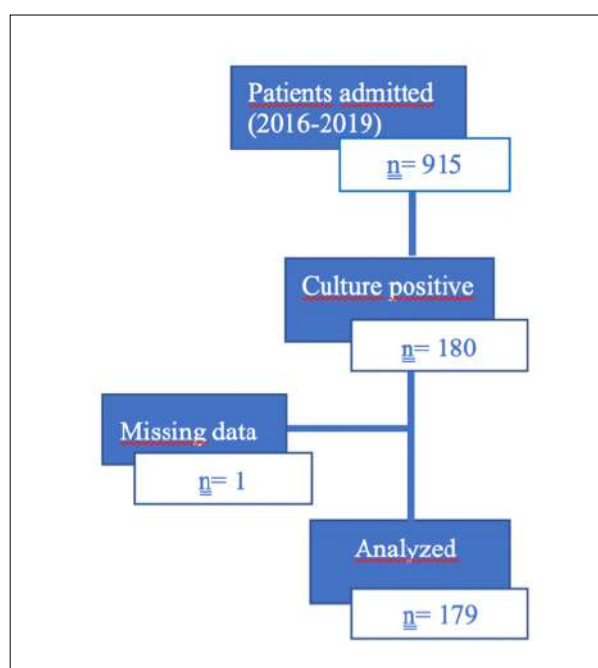 Patients admitted
(2016-2019)
n= 915
Culture positive
n= 180
Missing data
n= 1
Analyzed
n= 179